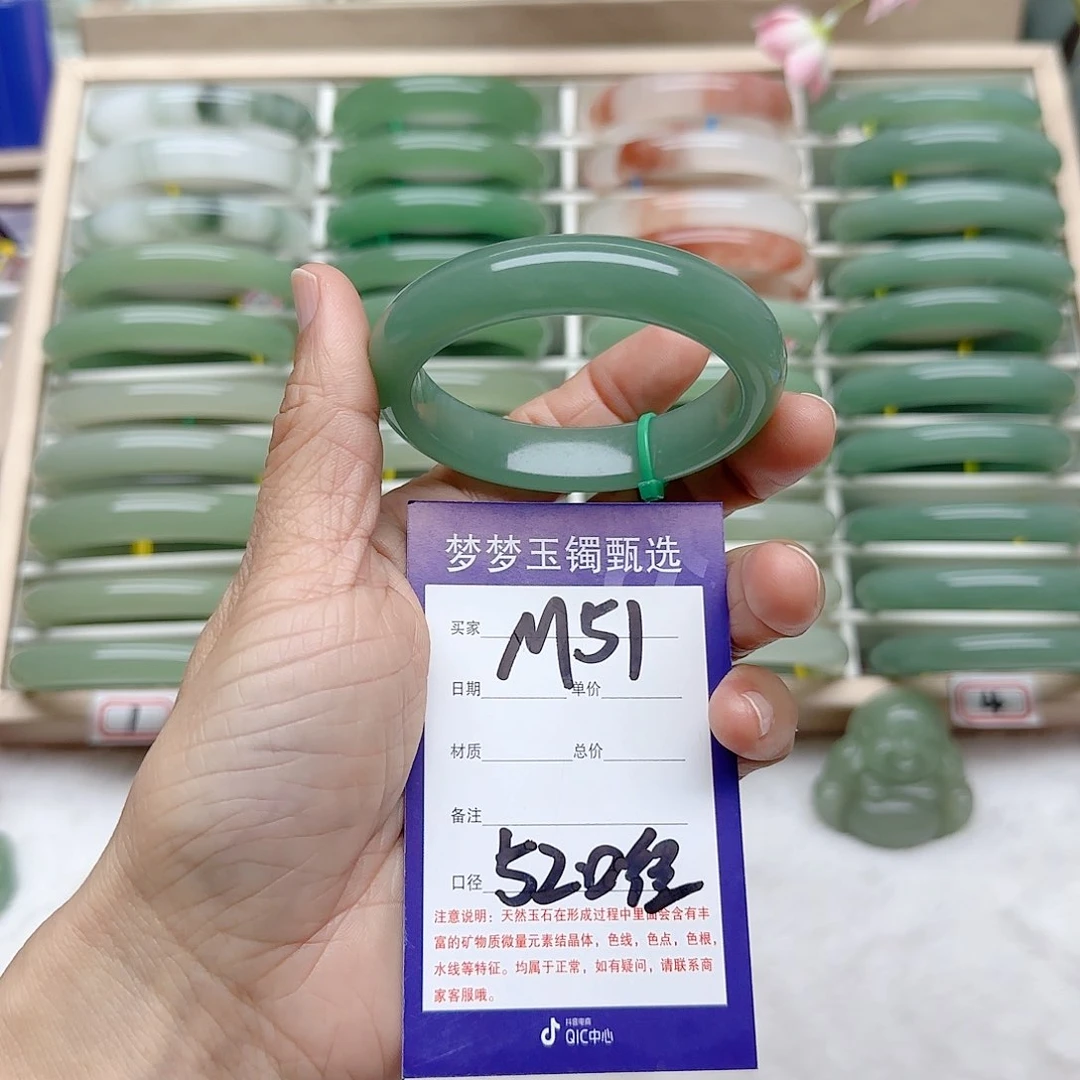 梦梦玉镯甄选
买家 M51
日期 单价
材质 总价
备注
口径 52口径
注意说明：天然玉石在形成过程中里面会含有丰
富的矿物质微量元素结晶体，色线，色点，色根，
水线等特征。均属于正常，如有疑问，请联系商
家客服哦。
抖音电商
QIC中心
1
4